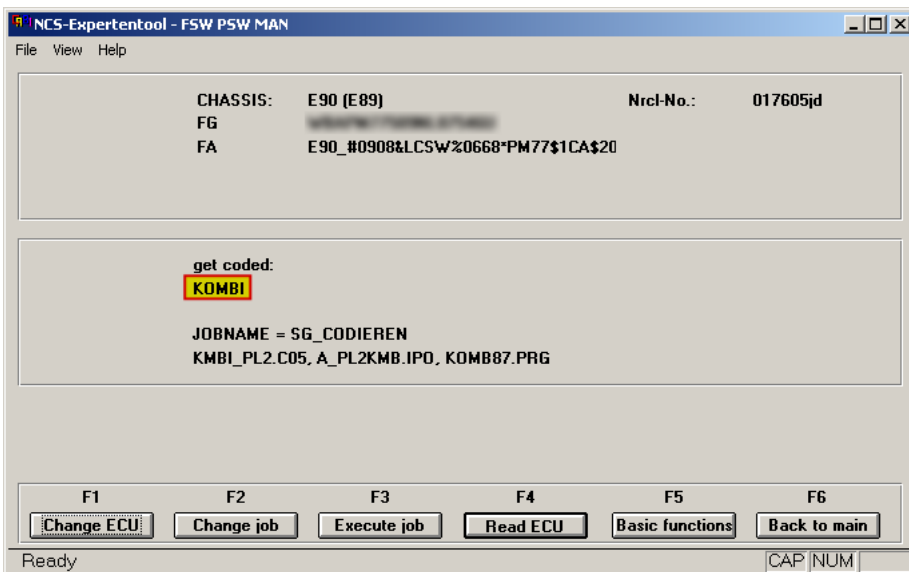 NCS-Expertentool - FSW PSW MAN
File View Help
CHASSIS: E90 (E89) Nrcl-No.: 017605jd
FG
FA E90_#0908&LCSW%0668*PM77$1CA$20
get coded:
KOMBI
JOBNAME = SG_CODIEREN
KMBI_PL2.C05, A_PL2KMB.IPO, KOMB87.PRG
F1 F2 F3 F4 F5 F6
Change ECU Change job Execute job Read ECU Basic functions Back to main
Ready CAP NUM